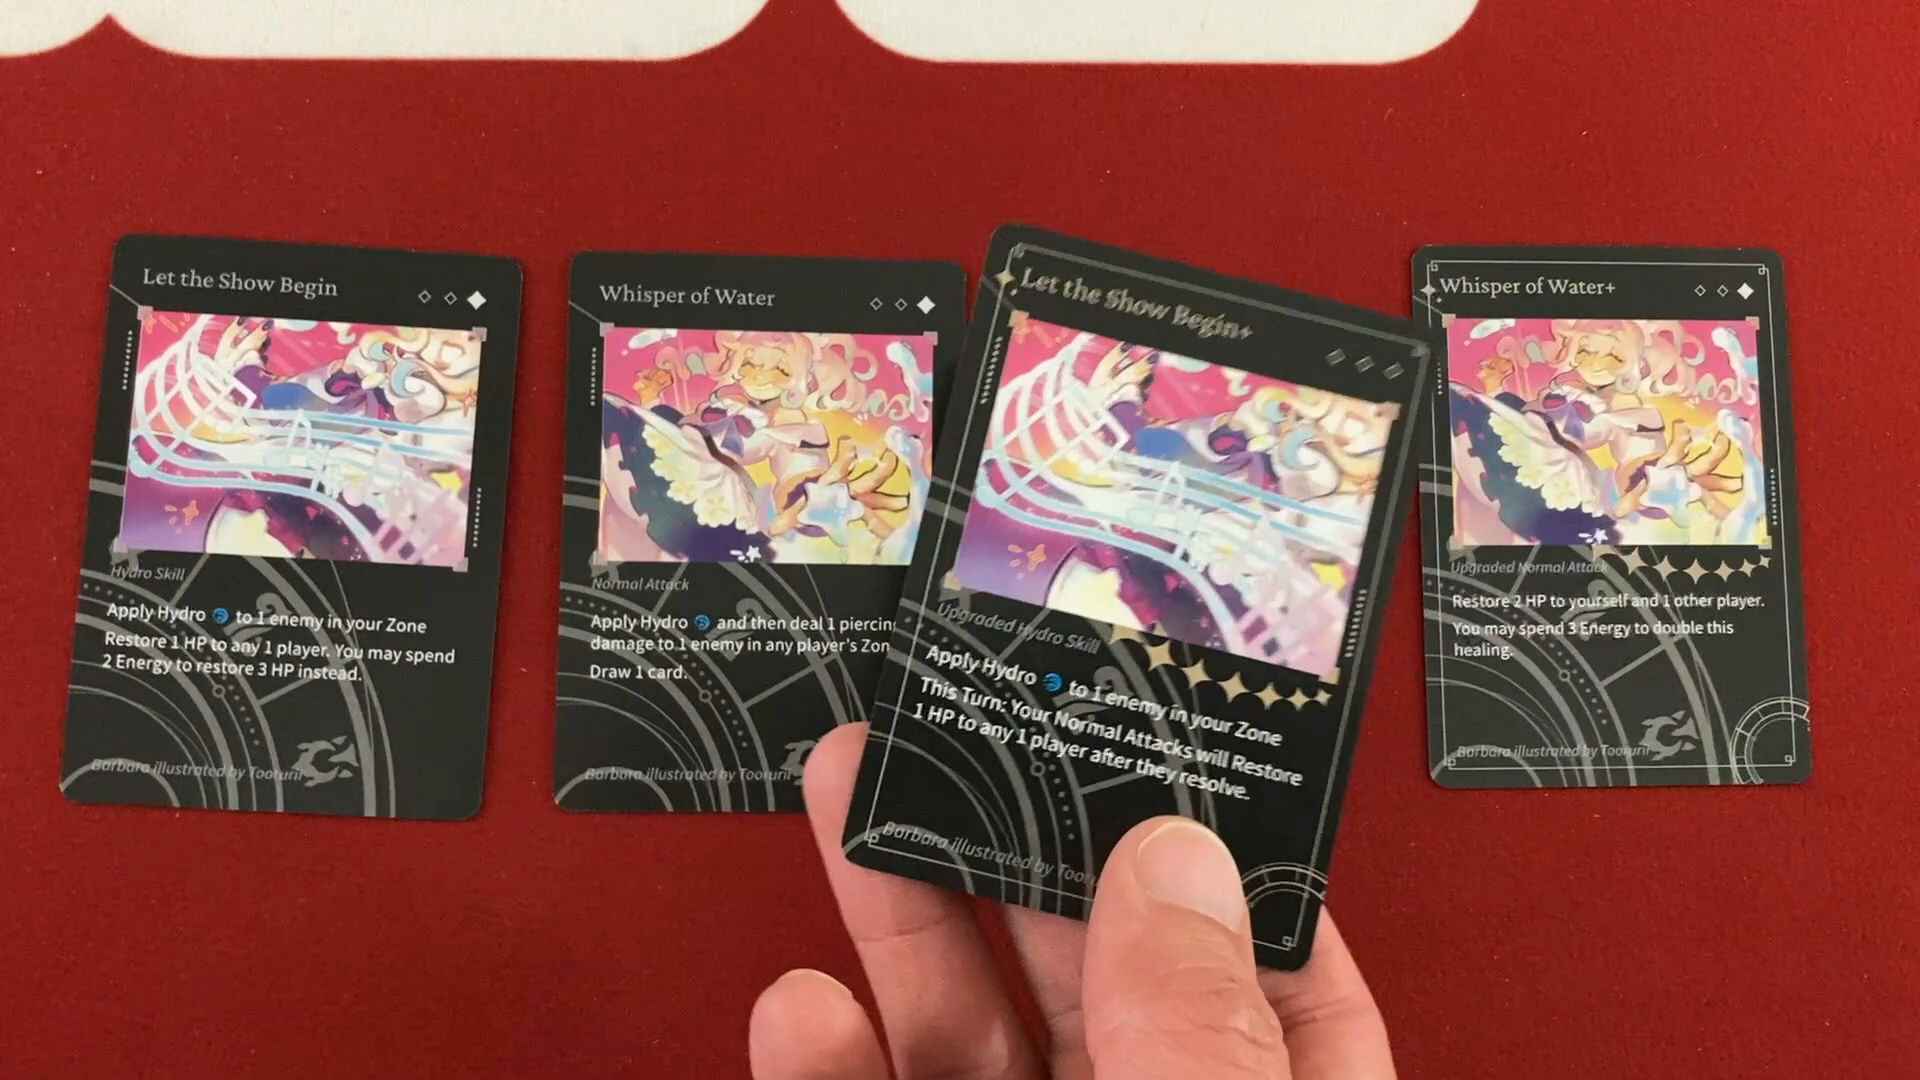 Let the Show Begin
Hydro Skill
Apply Hydro to 1 enemy in your Zone
Restore 1 HP to any 1 player. You may spend
2 Energy to restore 3 HP instead.
Barbara illustrated by Toorurii
Whisper of Water
Normal Attack
Apply Hydro and then deal 1 piercing
damage to 1 enemy in any player's Zon
Draw 1 card.
Barbara illustrated by Toorurii
Let the Show Begin+
Upgraded Hydro Skill
Apply Hydro to 1 enemy in your Zone
This Turn: Your Normal Attacks will Restore
1 HP to any 1 player after they resolve.
Barbara illustrated by Tooru
Whisper of Water+
Upgraded Normal Attack
Restore 2 HP to yourself and 1 other player.
You may spend 3 Energy to double this
healing.
Barbara illustrated by Toorurii